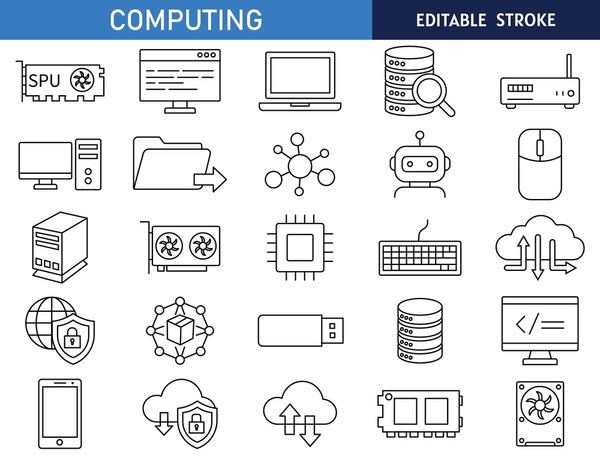 COMPUTING
EDITABLE STROKE
SPU
</>=